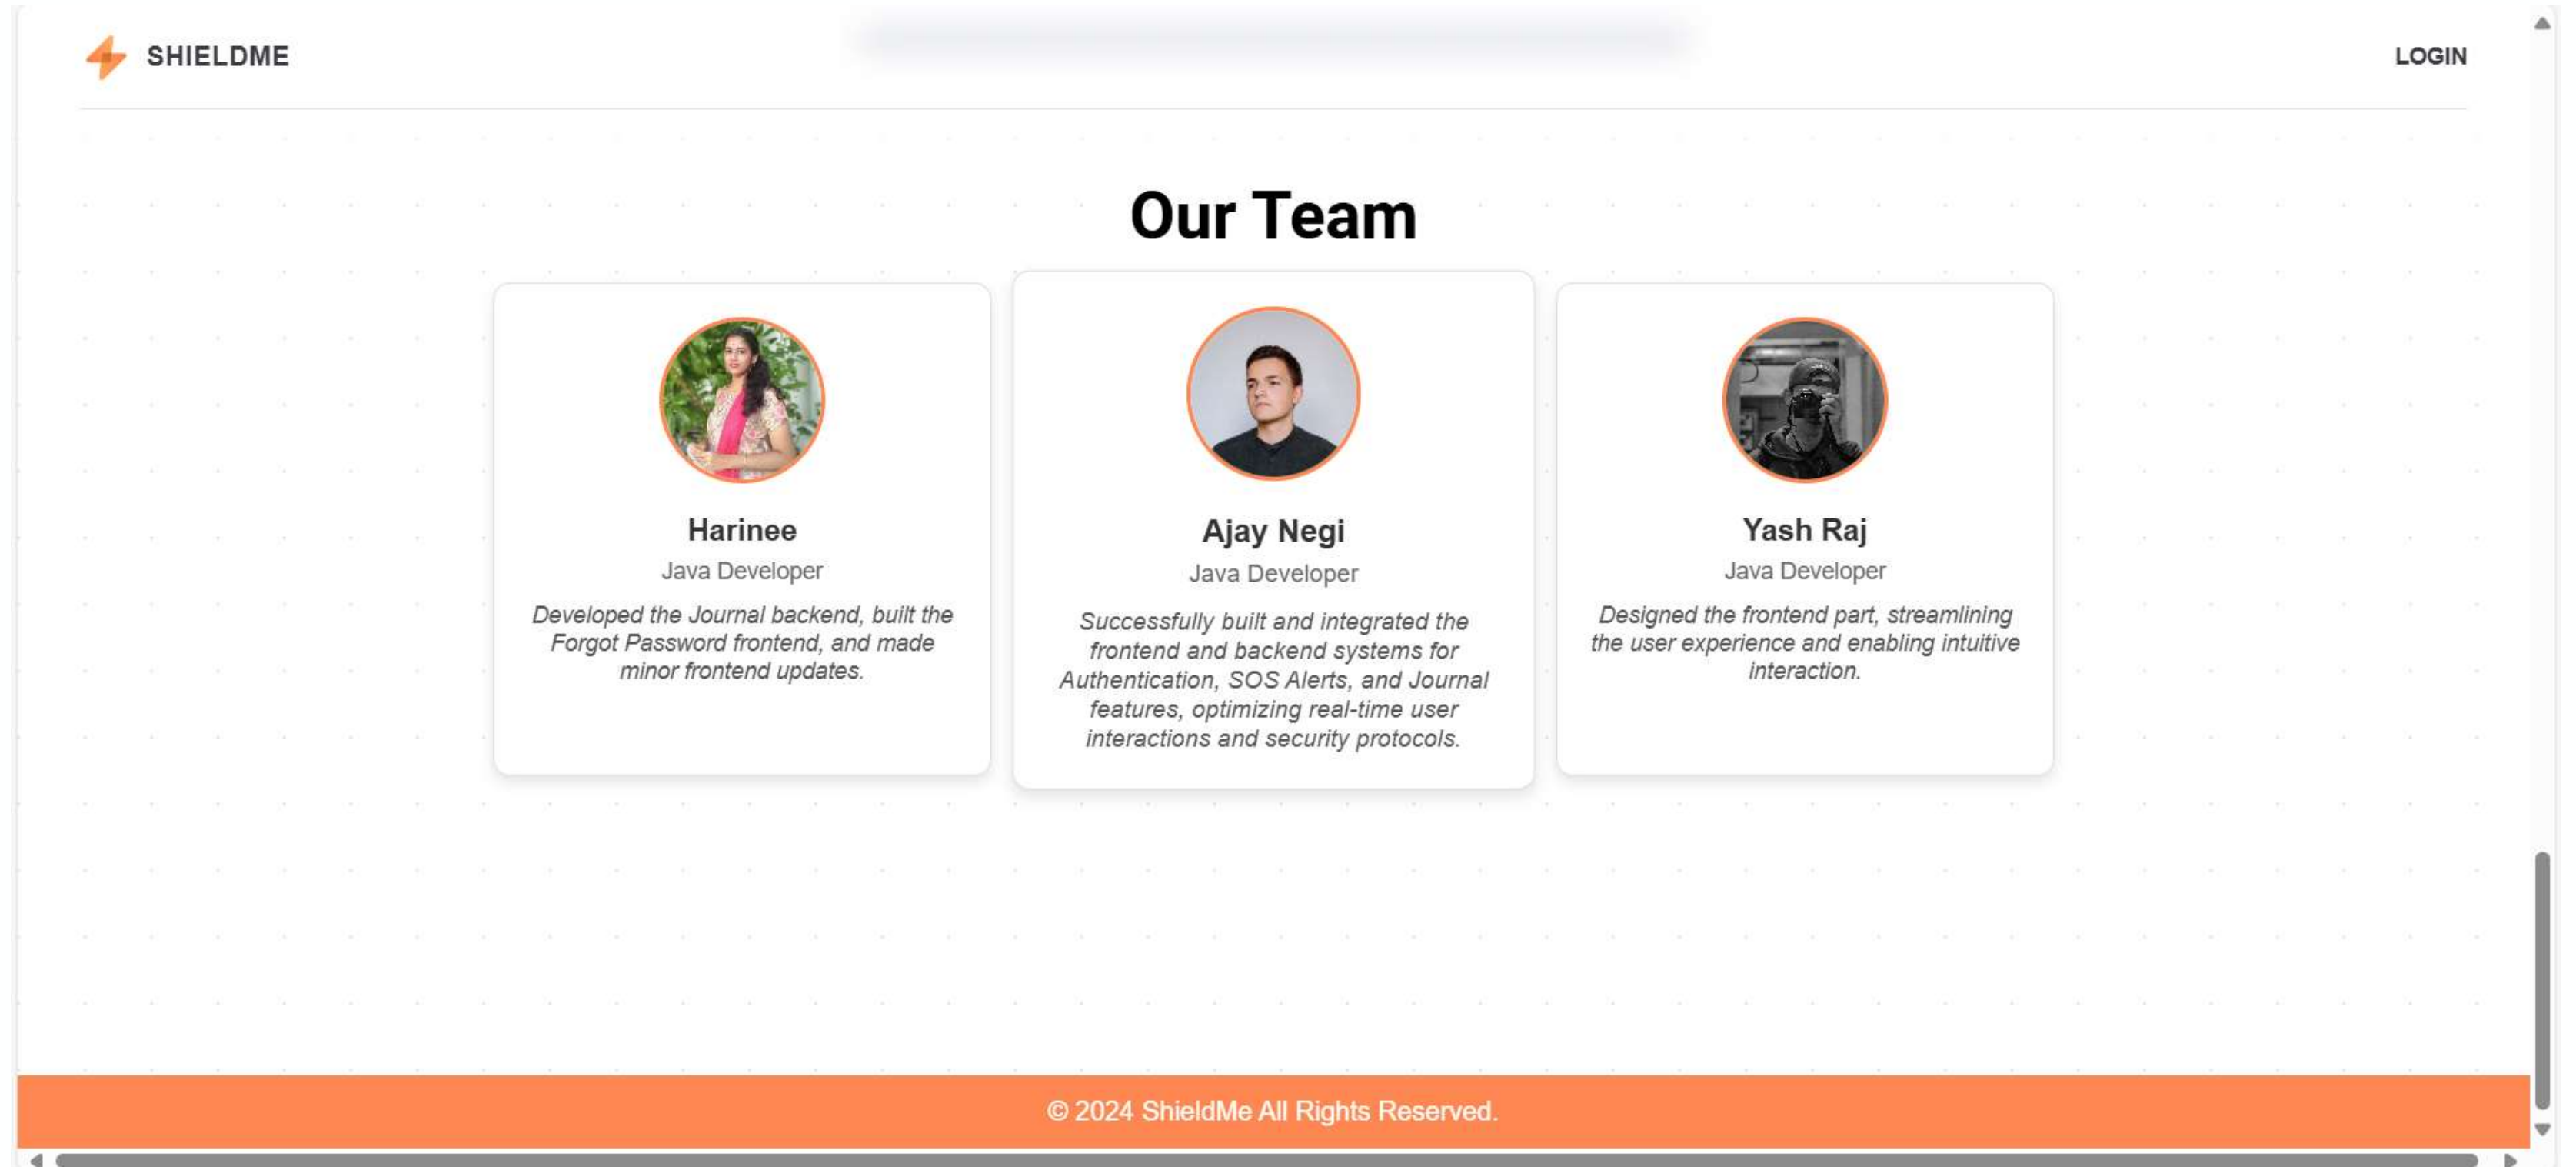 SHIELDME
LOGIN
Our Team
Harinee
Java Developer
Developed the Journal backend, built the
Forgot Password frontend, and made
minor frontend updates.
Ajay Negi
Java Developer
Successfully built and integrated the
frontend and backend systems for
Authentication, SOS Alerts, and Journal
features, optimizing real-time user
interactions and security protocols.
Yash Raj
Java Developer
Designed the frontend part, streamlining
the user experience and enabling intuitive
interaction.
© 2024 ShieldMe All Rights Reserved.